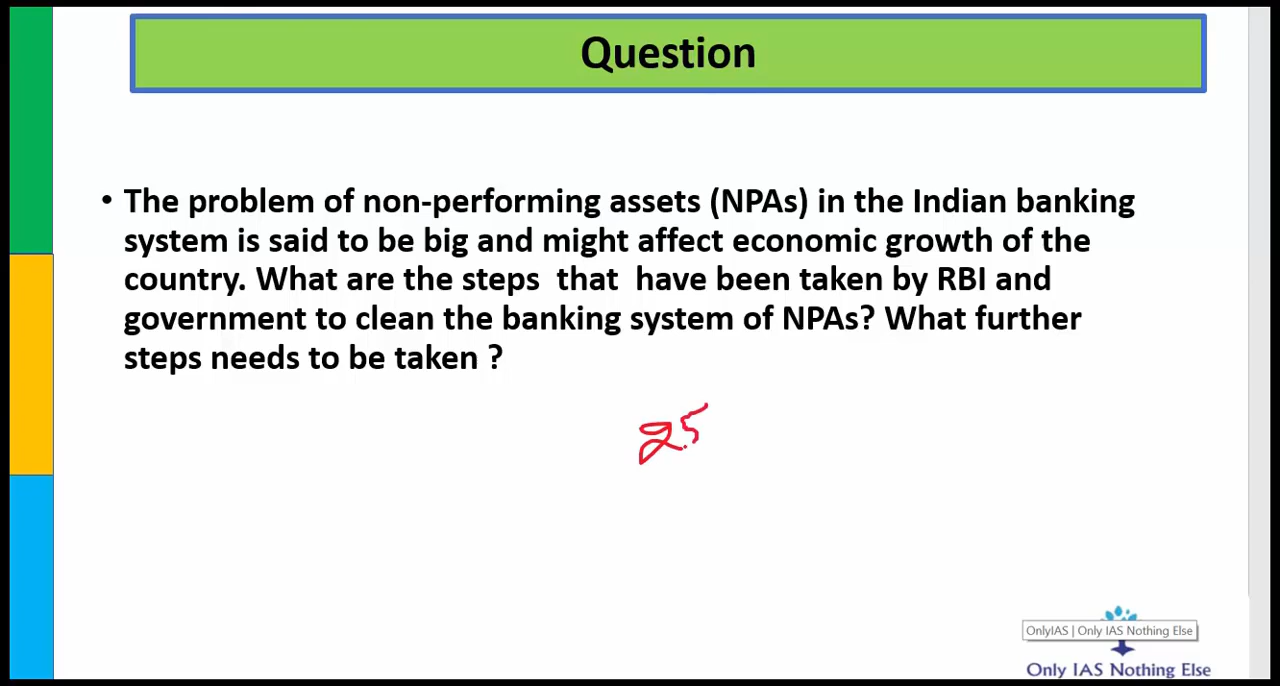 Question
• The problem of non-performing assets (NPAs) in the Indian banking
system is said to be big and might affect economic growth of the
country. What are the steps that have been taken by RBI and
government to clean the banking system of NPAs? What further
steps needs to be taken ?
25
OnlyIAS | Only IAS Nothing Else
Only IAS Nothing Else